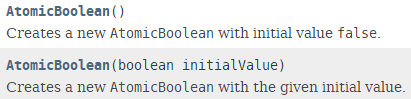 AtomicBoolean()
Creates a new AtomicBoolean with initial value false.
AtomicBoolean(boolean initialValue)
Creates a new AtomicBoolean with the given initial value.